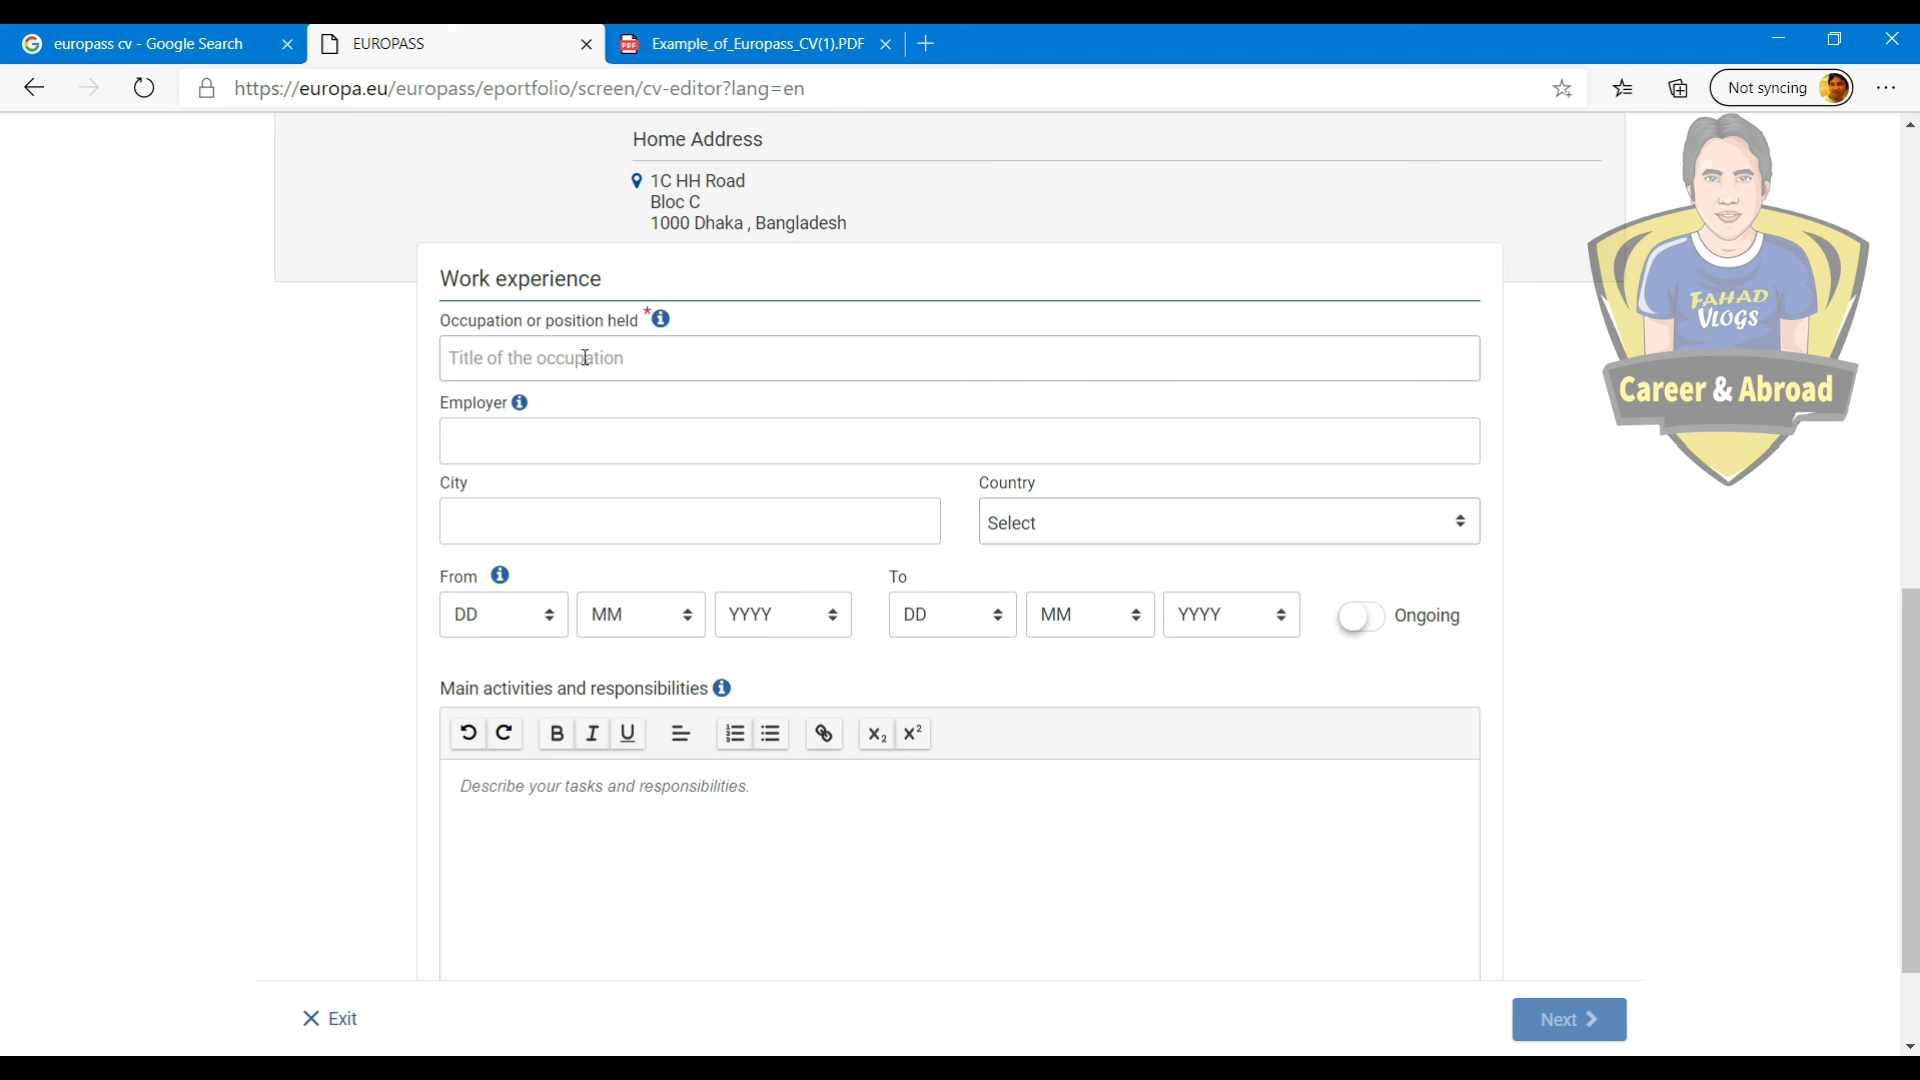 europass cv - Google Search
EUROPASS
PDF
Example_of_Europass_CV(1).PDF
https://europa.eu/europass/eportfolio/screen/cv-editor?lang=en
Not syncing
Home Address
1C HH Road
Bloc C
1000 Dhaka , Bangladesh
Work experience
Occupation or position held *
Title of the occupation
Employer
City
Country
Select
From
To
DD
MM
YYYY
DD
MM
YYYY
Ongoing
Main activities and responsibilities
B I U
X₂ X²
Describe your tasks and responsibilities.
Exit
Next
FAHAD
VLOGS
Career & Abroad